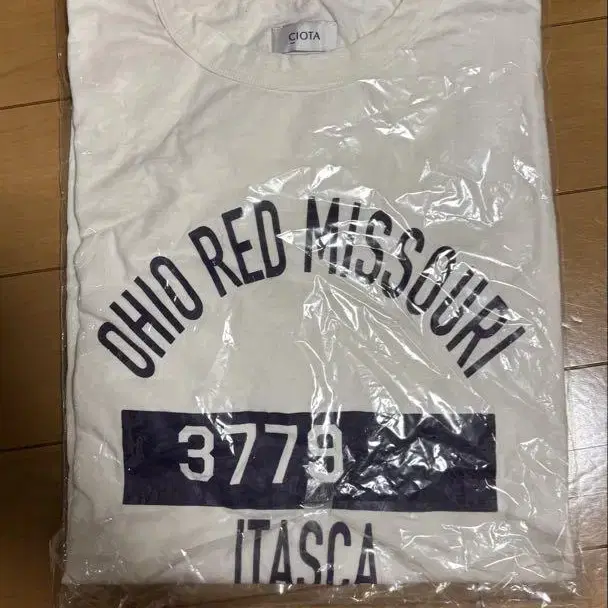 CIOTA
OHIO RED MISSOURI
3779
ITASCA